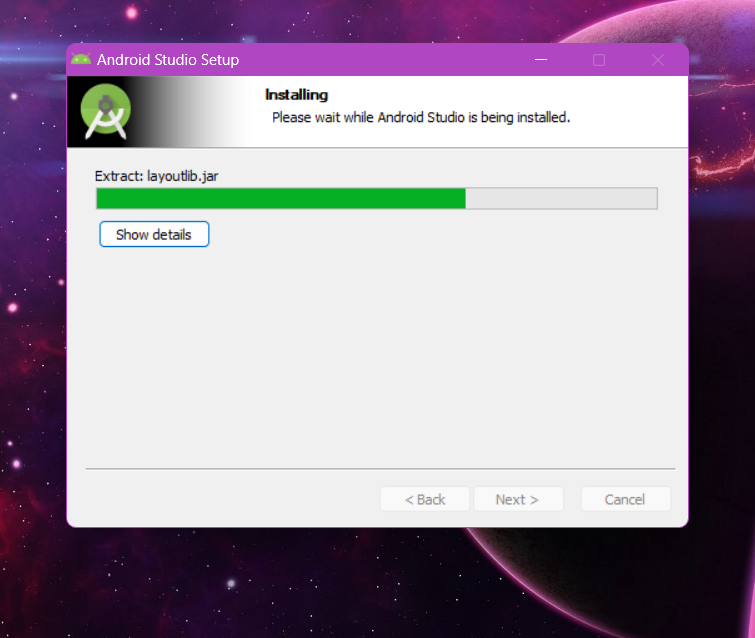 Android Studio Setup
Installing
Please wait while Android Studio is being installed.
Extract: layoutlib.jar
Show details
< Back
Next >
Cancel